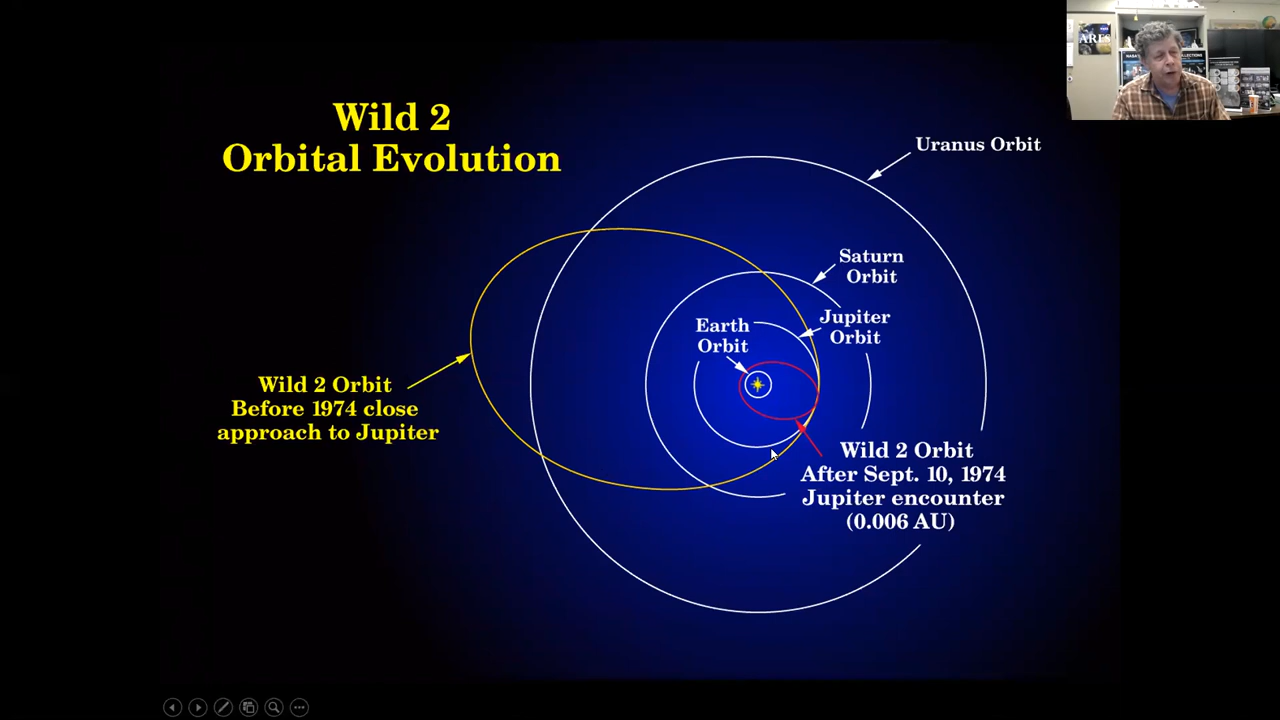 Wild 2
Orbital Evolution
Uranus Orbit
Saturn
Orbit
Jupiter
Orbit
Earth
Orbit
Wild 2 Orbit
Before 1974 close
approach to Jupiter
Wild 2 Orbit
After Sept. 10, 1974
Jupiter encounter
(0.006 AU)
ARES